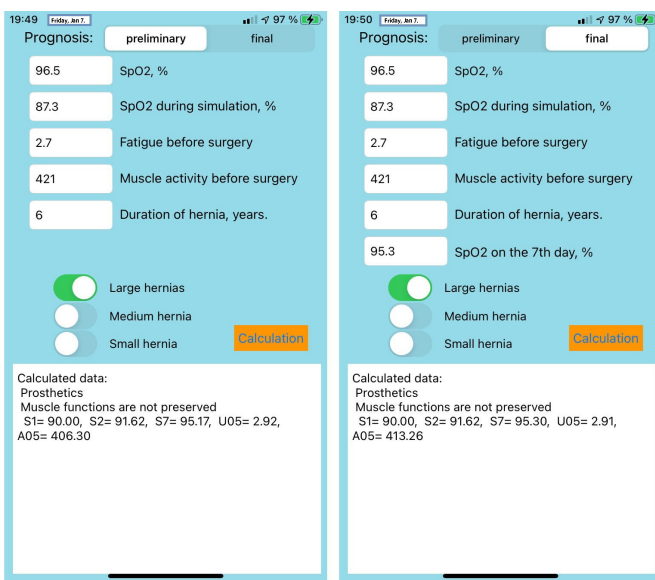 19:49 Friday, Jan 7. 97 %
Prognosis: preliminary final
96.5 SpO2, %
87.3 SpO2 during simulation, %
2.7 Fatigue before surgery
421 Muscle activity before surgery
6 Duration of hernia, years.
Large hernias
Medium hernia
Small hernia
Calculation
Calculated data:
Prosthetics
Muscle functions are not preserved
S1= 90.00, S2= 91.62, S7= 95.17, U05= 2.92,
A05= 406.30
19:50 Friday, Jan 7. 97 %
Prognosis: preliminary final
96.5 SpO2, %
87.3 SpO2 during simulation, %
2.7 Fatigue before surgery
421 Muscle activity before surgery
6 Duration of hernia, years.
95.3 SpO2 on the 7th day, %
Large hernias
Medium hernia
Small hernia
Calculation
Calculated data:
Prosthetics
Muscle functions are not preserved
S1= 90.00, S2= 91.62, S7= 95.30, U05= 2.91,
A05= 413.26